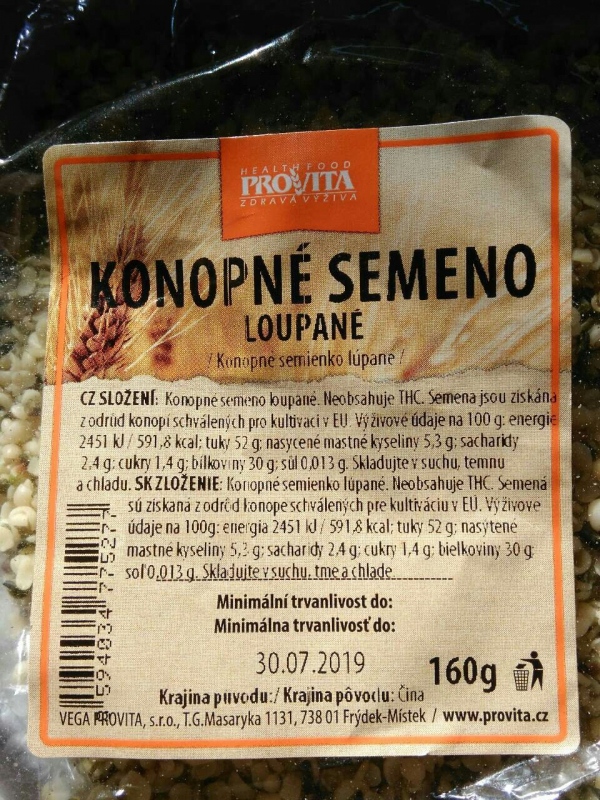 HEALTH FOOD
PROVITA
ZDRAVÁ VÝŽIVA
KONOPNÉ SEMENO
LOUPANÉ
/ Konopné semienko lúpané /
CZ SLOŽENÍ: Konopné semeno loupané. Neobsahuje THC. Semena jsou získána
z odrůd konopí schválených pro kultivaci v EU. Výživové údaje na 100 g: energie
2451 kJ / 591,8 kcal; tuky 52 g; nasycené mastné kyseliny 5,3 g; sacharidy
2,4 g; cukry 1,4 g; bílkoviny 30 g; sůl 0,013 g. Skladujte v suchu, temnu
a chladu. SK ZLOŽENIE: Konopné semienko lúpané. Neobsahuje THC. Semená
sú získana z odrôd konope schválených pre kultiváciu v EÚ. Výživove
údaje na 100g: energia 2451 kJ / 591,8 kcal; tuky 52 g; nasýtené
mastné kyseliny 5,3 g; sacharidy 2,4 g; cukry 1,4 g; bielkoviny 30 g;
soľ 0,013 g. Skladujte v suchu, tme a chlade.
Minimální trvanlivost do:
Minimálna trvanlivosť do:
30.07.2019
160g
Krajina původu:/ Krajina pôvodu: Čína
VEGA PROVITA, s.r.o., T.G.Masaryka 1131, 738 01 Frýdek-Místek / www.provita.cz